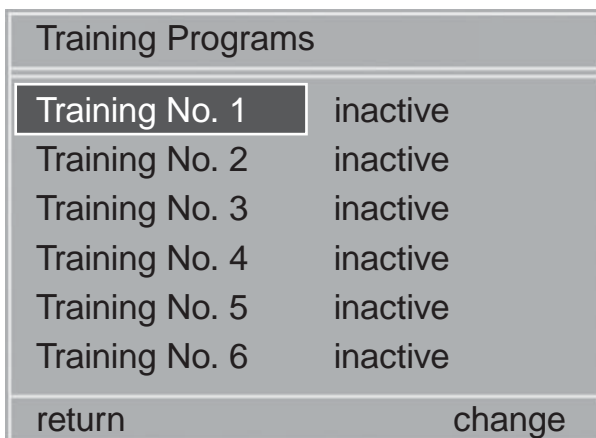 Training Programs
Training No. 1 inactive
Training No. 2 inactive
Training No. 3 inactive
Training No. 4 inactive
Training No. 5 inactive
Training No. 6 inactive
return change